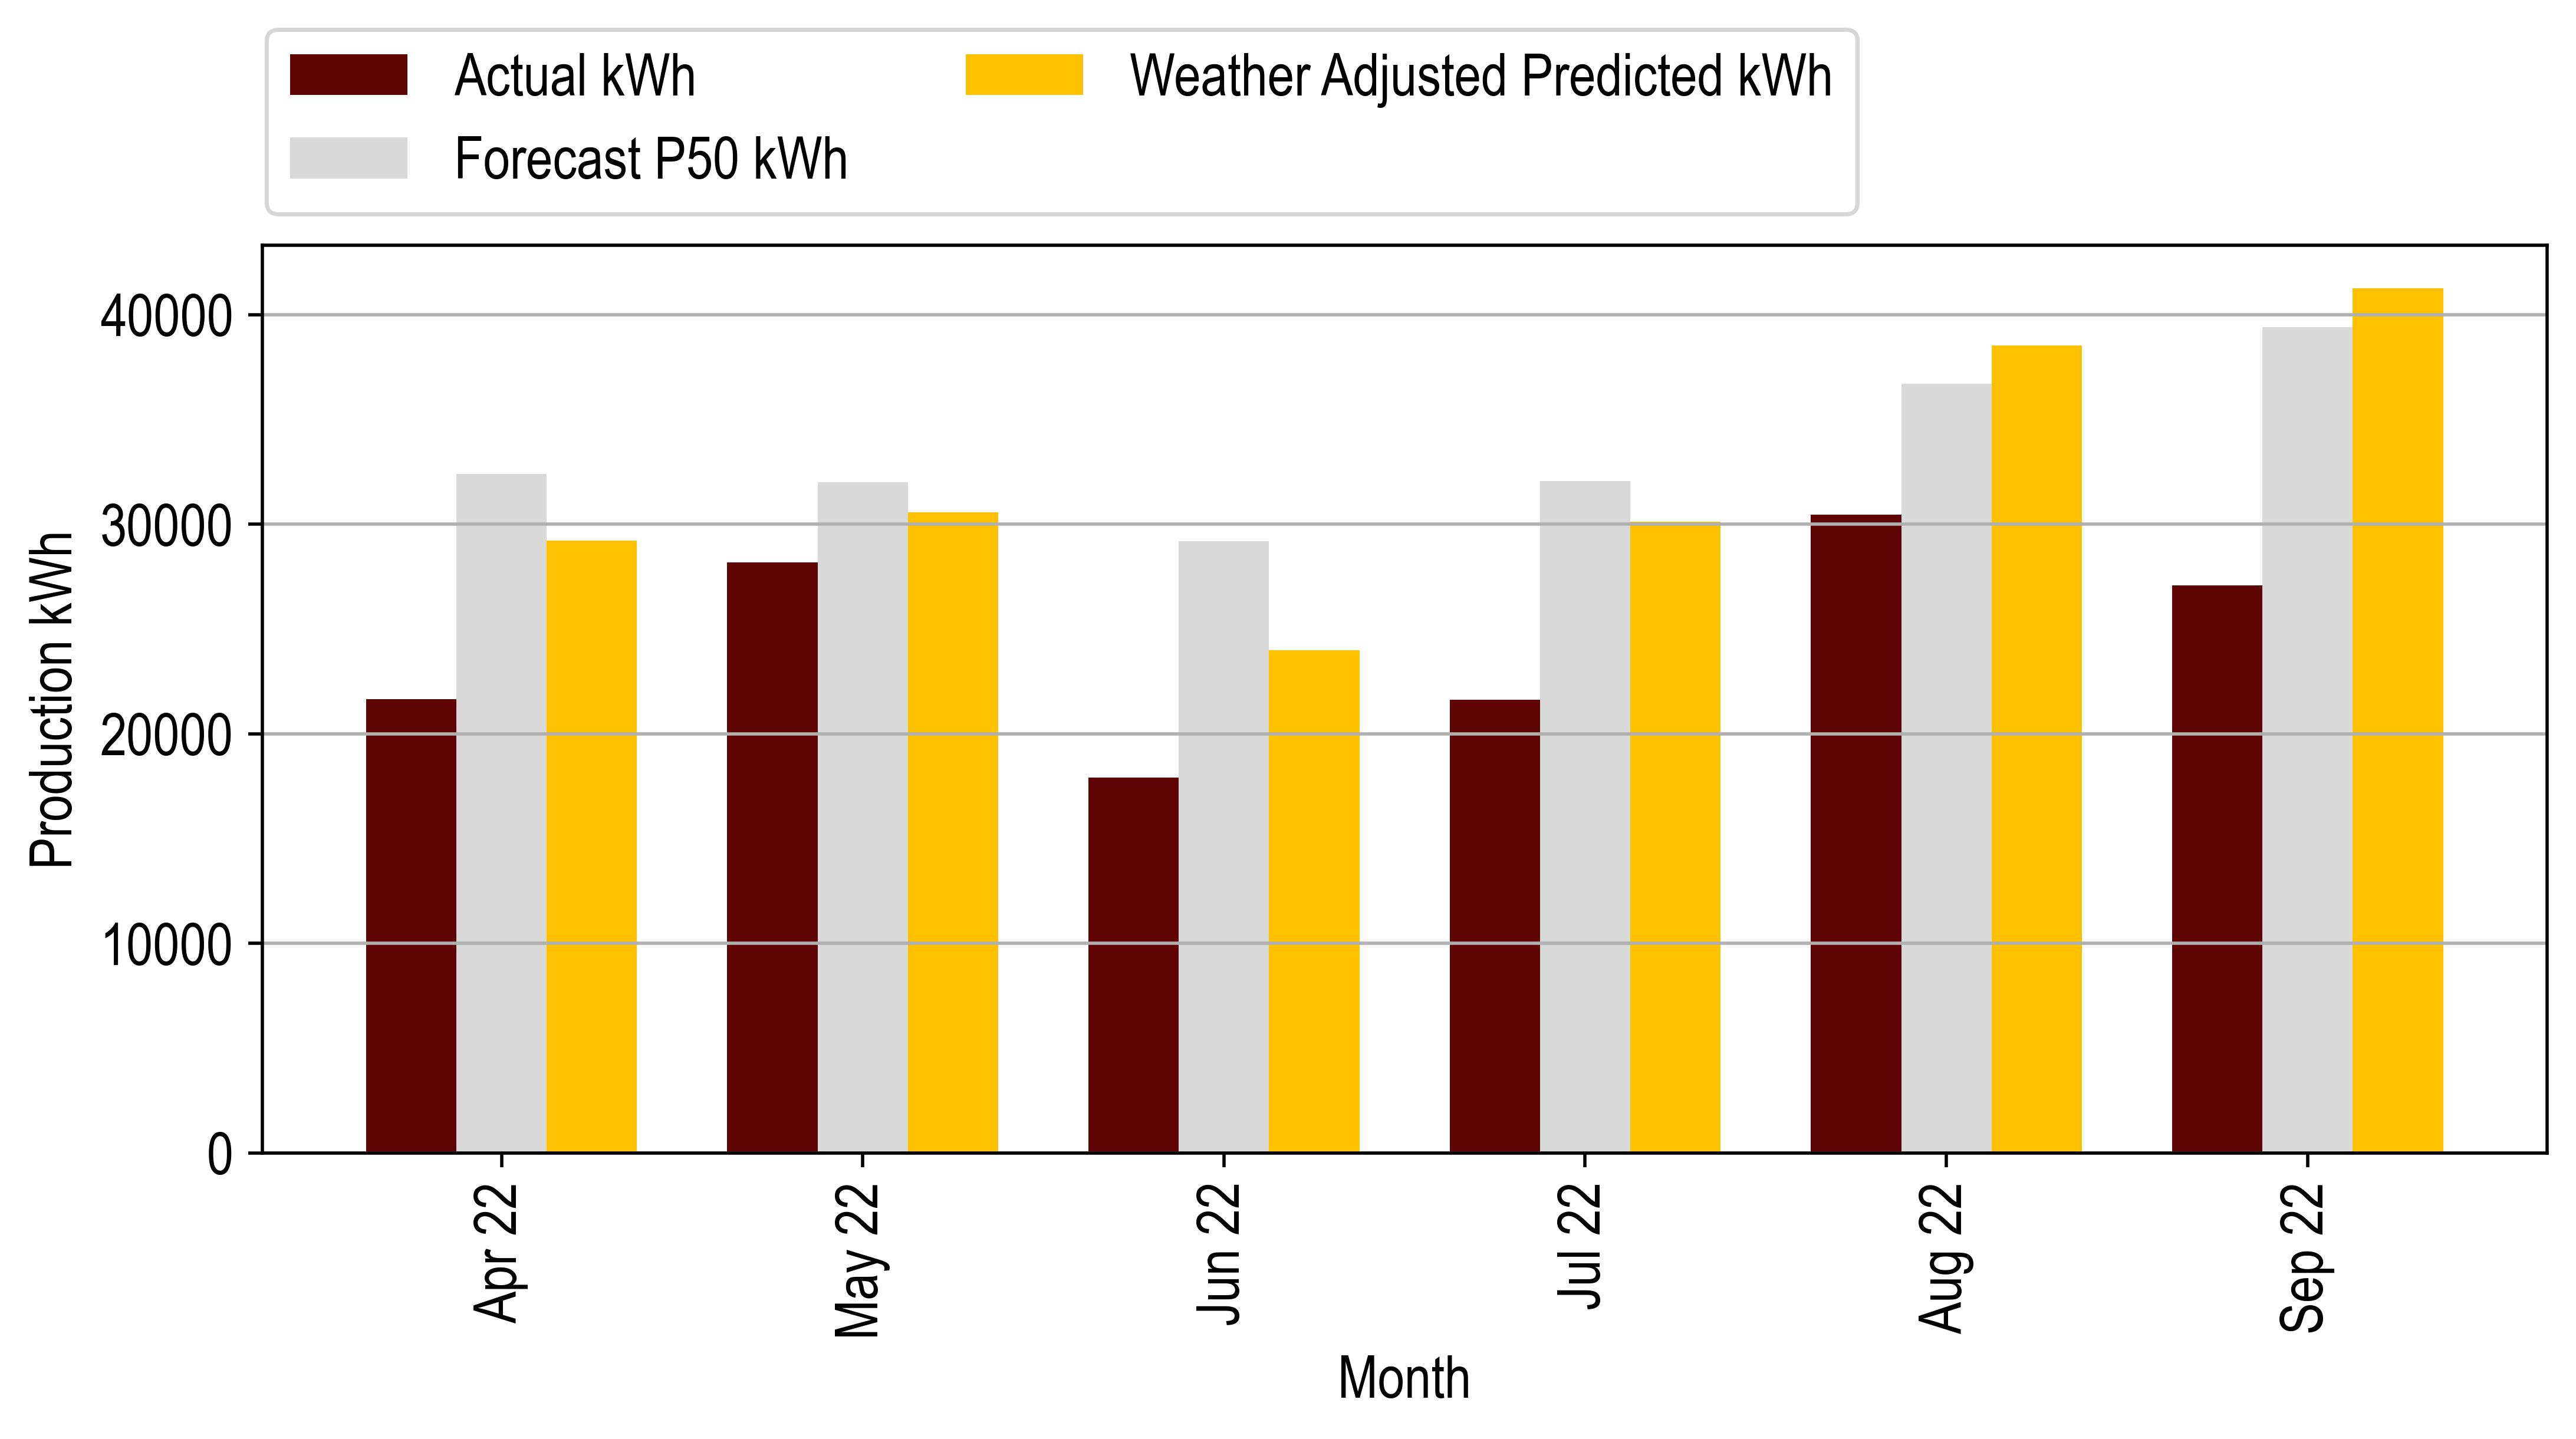 Actual kWh
Forecast P50 kWh
Weather Adjusted Predicted kWh
Production kWh
40000
30000
20000
10000
0
Apr 22
May 22
Jun 22
Jul 22
Aug 22
Sep 22
Month